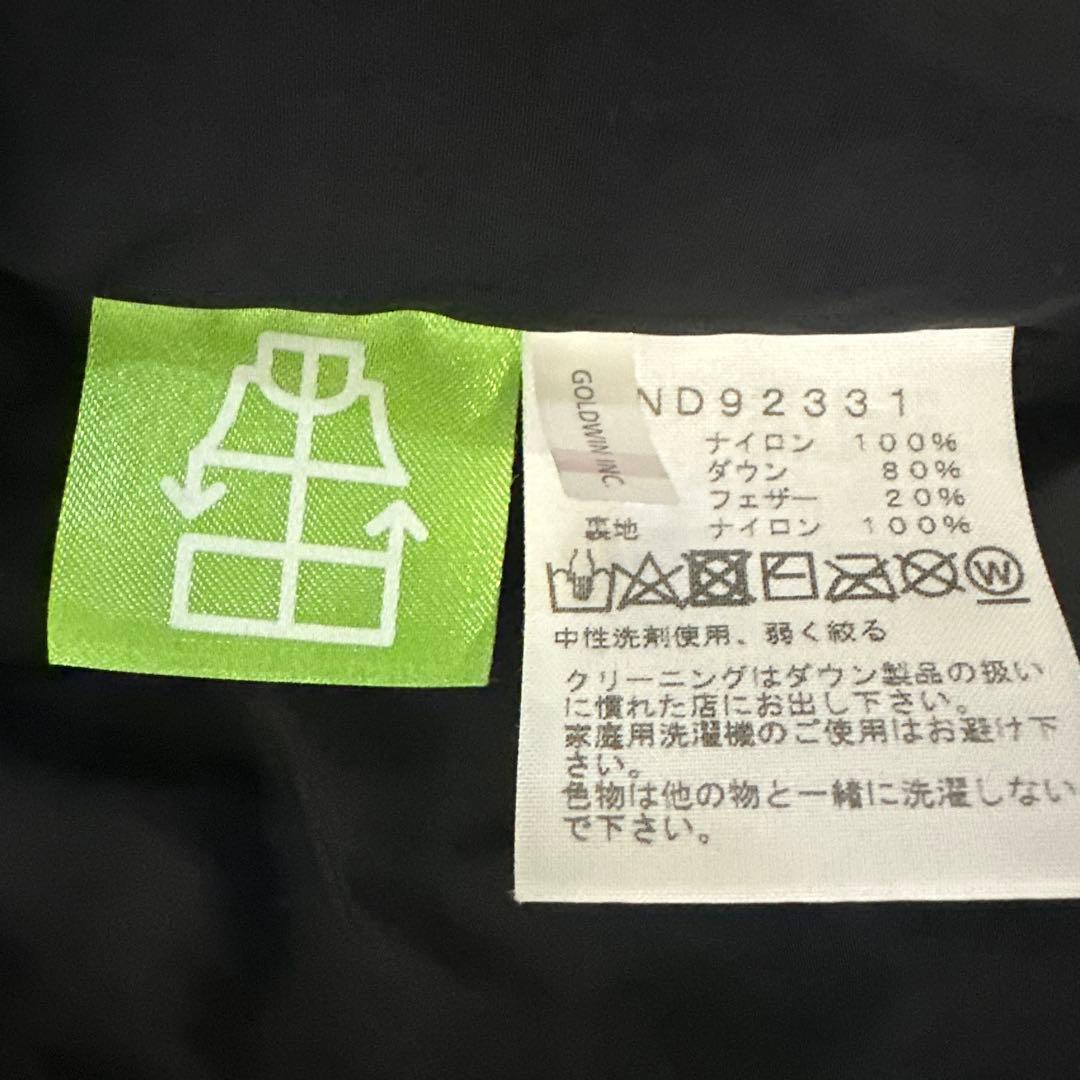 GOLDWIN INC
ND92331
ナイロン 100%
ダウン 80%
フェザー 20%
裏地 ナイロン 100%
W
中性洗剤使用、弱く絞る
クリーニングはダウン製品の扱い
に慣れた店にお出し下さい。
家庭用洗濯機のご使用はお避け下
さい。
色物は他の物と一緒に洗濯しない
で下さい。